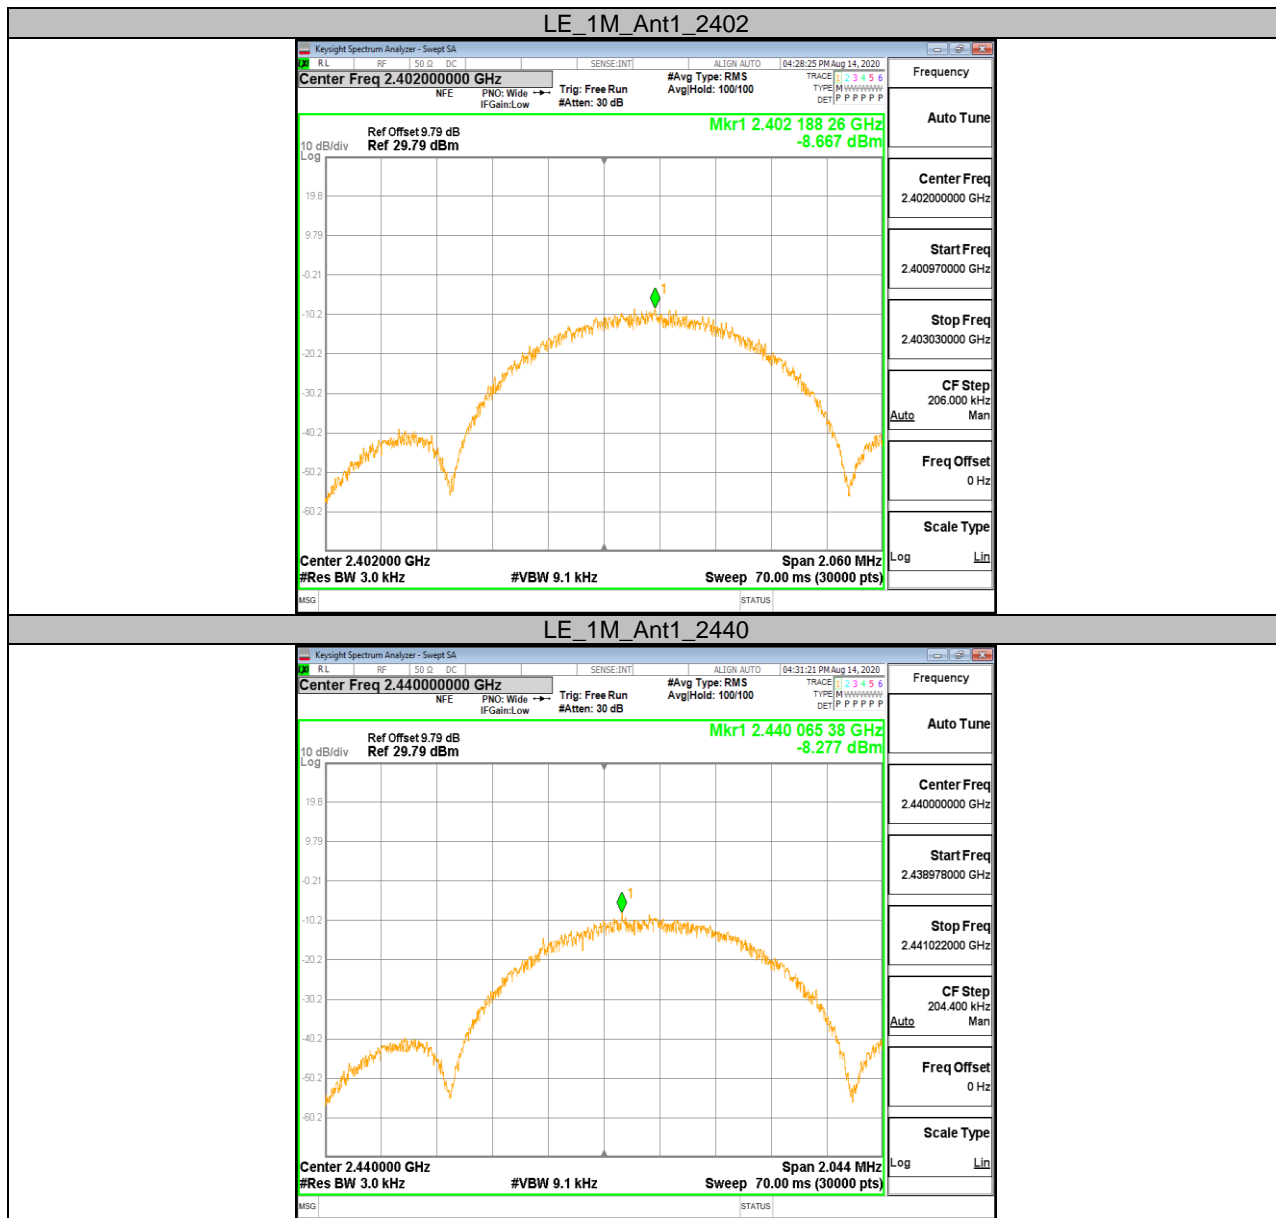 LE_1M_Ant1_2402
Keysight Spectrum Analyzer - Swept SA
LXI RL RF 50 Ω DC SENSE:INT ALIGN AUTO 04:28:25 PM Aug 14, 2020
Center Freq 2.402000000 GHz
NFE PNO: Wide Trig: Free Run #Avg Type: RMS TRACE 1 2 3 4 5 6
IFGain:Low #Atten: 30 dB Avg|Hold: 100/100 TYPE M WWWWW
DET P P P P P P
Frequency
Mkr1 2.402 188 26 GHz
-8.667 dBm
Ref Offset 9.79 dB
10 dB/div Ref 29.79 dBm
Log
19.8
9.79
-0.21
-10.2
-20.2
-30.2
-40.2
-50.2
-60.2
1
Center 2.402000 GHz Span 2.060 MHz
#Res BW 3.0 kHz #VBW 9.1 kHz Sweep 70.00 ms (30000 pts)
MSG STATUS
Auto Tune
Center Freq
2.402000000 GHz
Start Freq
2.400970000 GHz
Stop Freq
2.403030000 GHz
CF Step
206.000 kHz
Auto Man
Freq Offset
0 Hz
Scale Type
Log Lin
LE_1M_Ant1_2440
Keysight Spectrum Analyzer - Swept SA
LXI RL RF 50 Ω DC SENSE:INT ALIGN AUTO 04:31:21 PM Aug 14, 2020
Center Freq 2.440000000 GHz
NFE PNO: Wide Trig: Free Run #Avg Type: RMS TRACE 1 2 3 4 5 6
IFGain:Low #Atten: 30 dB Avg|Hold: 100/100 TYPE M WWWWW
DET P P P P P P
Frequency
Mkr1 2.440 065 38 GHz
-8.277 dBm
Ref Offset 9.79 dB
10 dB/div Ref 29.79 dBm
Log
19.8
9.79
-0.21
-10.2
-20.2
-30.2
-40.2
-50.2
-60.2
1
Center 2.440000 GHz Span 2.044 MHz
#Res BW 3.0 kHz #VBW 9.1 kHz Sweep 70.00 ms (30000 pts)
MSG STATUS
Auto Tune
Center Freq
2.440000000 GHz
Start Freq
2.438978000 GHz
Stop Freq
2.441022000 GHz
CF Step
204.400 kHz
Auto Man
Freq Offset
0 Hz
Scale Type
Log Lin